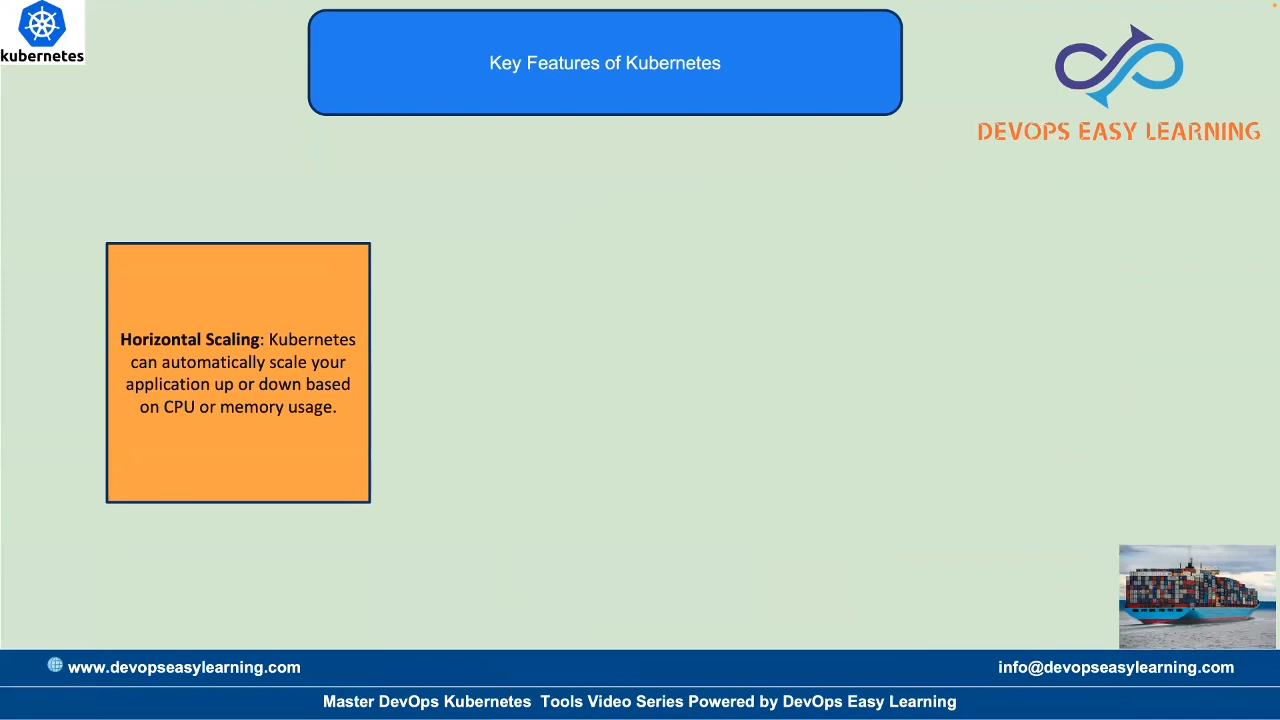 kubernetes
Key Features of Kubernetes
DEVOPS EASY LEARNING
Horizontal Scaling: Kubernetes
can automatically scale your
application up or down based
on CPU or memory usage.
www.devopseasylearning.com
info@devopseasylearning.com
Master DevOps Kubernetes  Tools Video Series Powered by DevOps Easy Learning